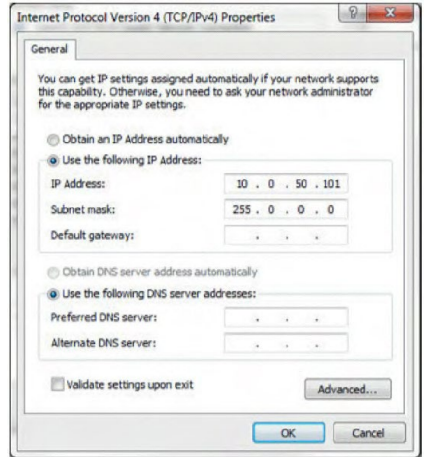 Internet Protocol Version 4 (TCP/IPv4) Properties
?
General
You can get IP settings assigned automatically if your network supports
this capability. Otherwise, you need to ask your network administrator
for the appropriate IP settings.
Obtain an IP Address automatically
Use the following IP Address:
IP Address: 10 . 0 . 50 . 101
Subnet mask: 255 . 0 . 0 . 0
Default gateway: . . .
Obtain DNS server address automatically
Use the following DNS server addresses:
Preferred DNS server: . . .
Alternate DNS server: . . .
Validate settings upon exit
Advanced...
OK Cancel